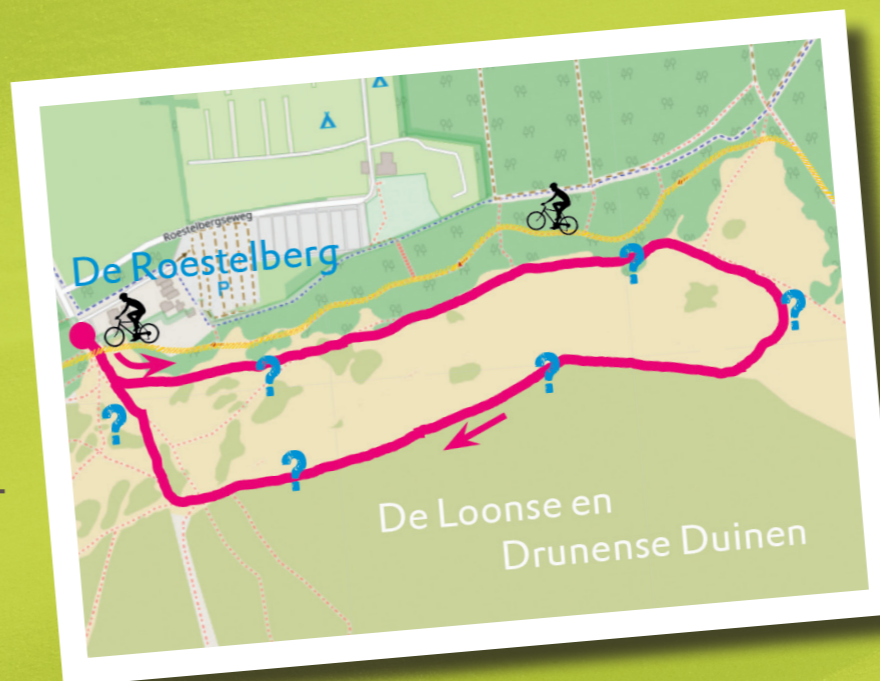 Roestelbergseweg
De Roestelberg
P
?
?
?
?
?
?
De Loonse en
Drunense Duinen